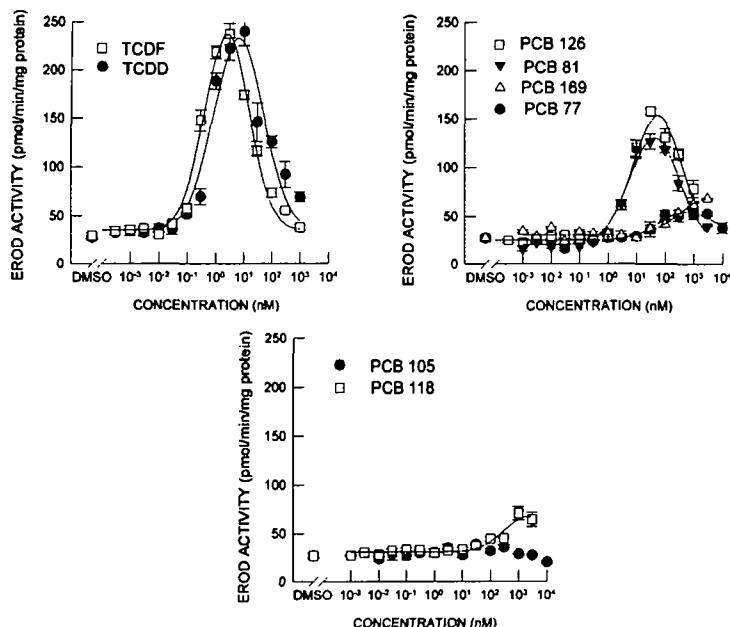 EROD ACTIVITY (pmol/min/mg protein)
250
200
150
100
50
0
TCDF
TCDD
DMSO 10⁻³ 10⁻² 10⁻¹ 10⁰ 10¹ 10² 10³ 10⁴
CONCENTRATION (nM)
EROD ACTIVITY (pmol/min/mg protein)
250
200
150
100
50
0
PCB 126
PCB 81
PCB 169
PCB 77
DMSO 10⁻³ 10⁻² 10⁻¹ 10⁰ 10¹ 10² 10³ 10⁴
CONCENTRATION (nM)
EROD ACTIVITY (pmol/min/mg protein)
250
200
150
100
50
0
PCB 105
PCB 118
DMSO 10⁻³ 10⁻² 10⁻¹ 10⁰ 10¹ 10² 10³ 10⁴
CONCENTRATION (nM)